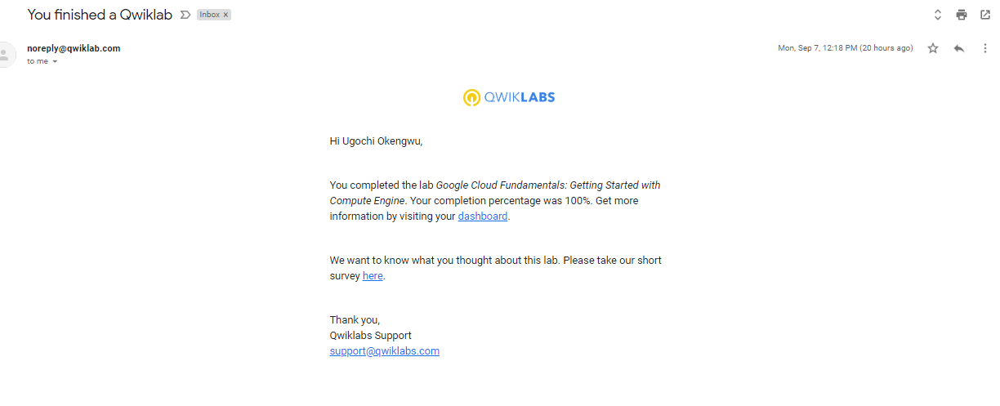 You finished a Qwiklab
Inbox x
noreply@qwiklab.com
Mon, Sep 7, 12:18 PM (20 hours ago)
to me
QWIKLABS
Hi Ugochi Okengwu,
You completed the lab Google Cloud Fundamentals: Getting Started with
Compute Engine. Your completion percentage was 100%. Get more
information by visiting your dashboard.
We want to know what you thought about this lab. Please take our short
survey here.
Thank you,
Qwiklabs Support
support@qwiklabs.com